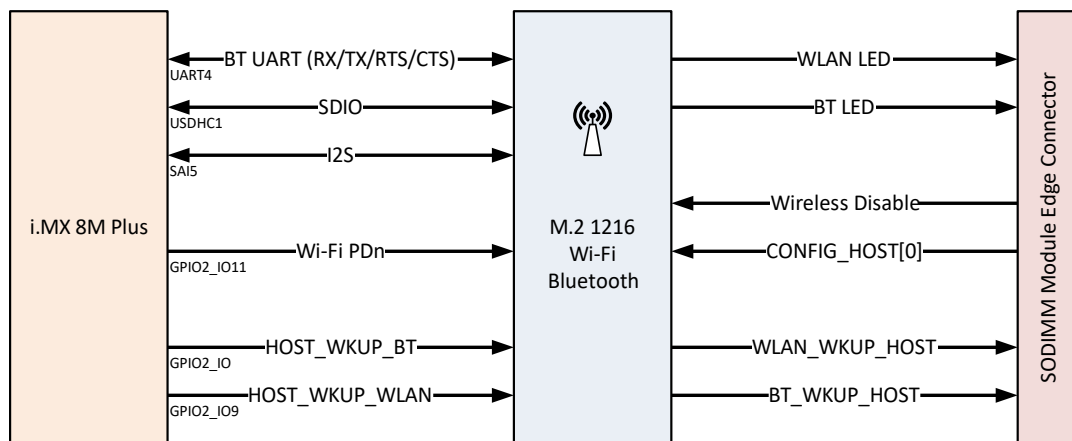 BT UART (RX/TX/RTS/CTS)
UART4
SDIO
USDHC1
I2S
SAI5
i.MX 8M Plus
Wi-Fi PDn
GPIO2_IO11
HOST_WKUP_BT
GPIO2_IO
HOST_WKUP_WLAN
GPIO2_IO9
M.2 1216
Wi-Fi
Bluetooth
WLAN LED
BT LED
Wireless Disable
CONFIG_HOST[0]
WLAN_WKUP_HOST
BT_WKUP_HOST
SODIMM Module Edge Connector